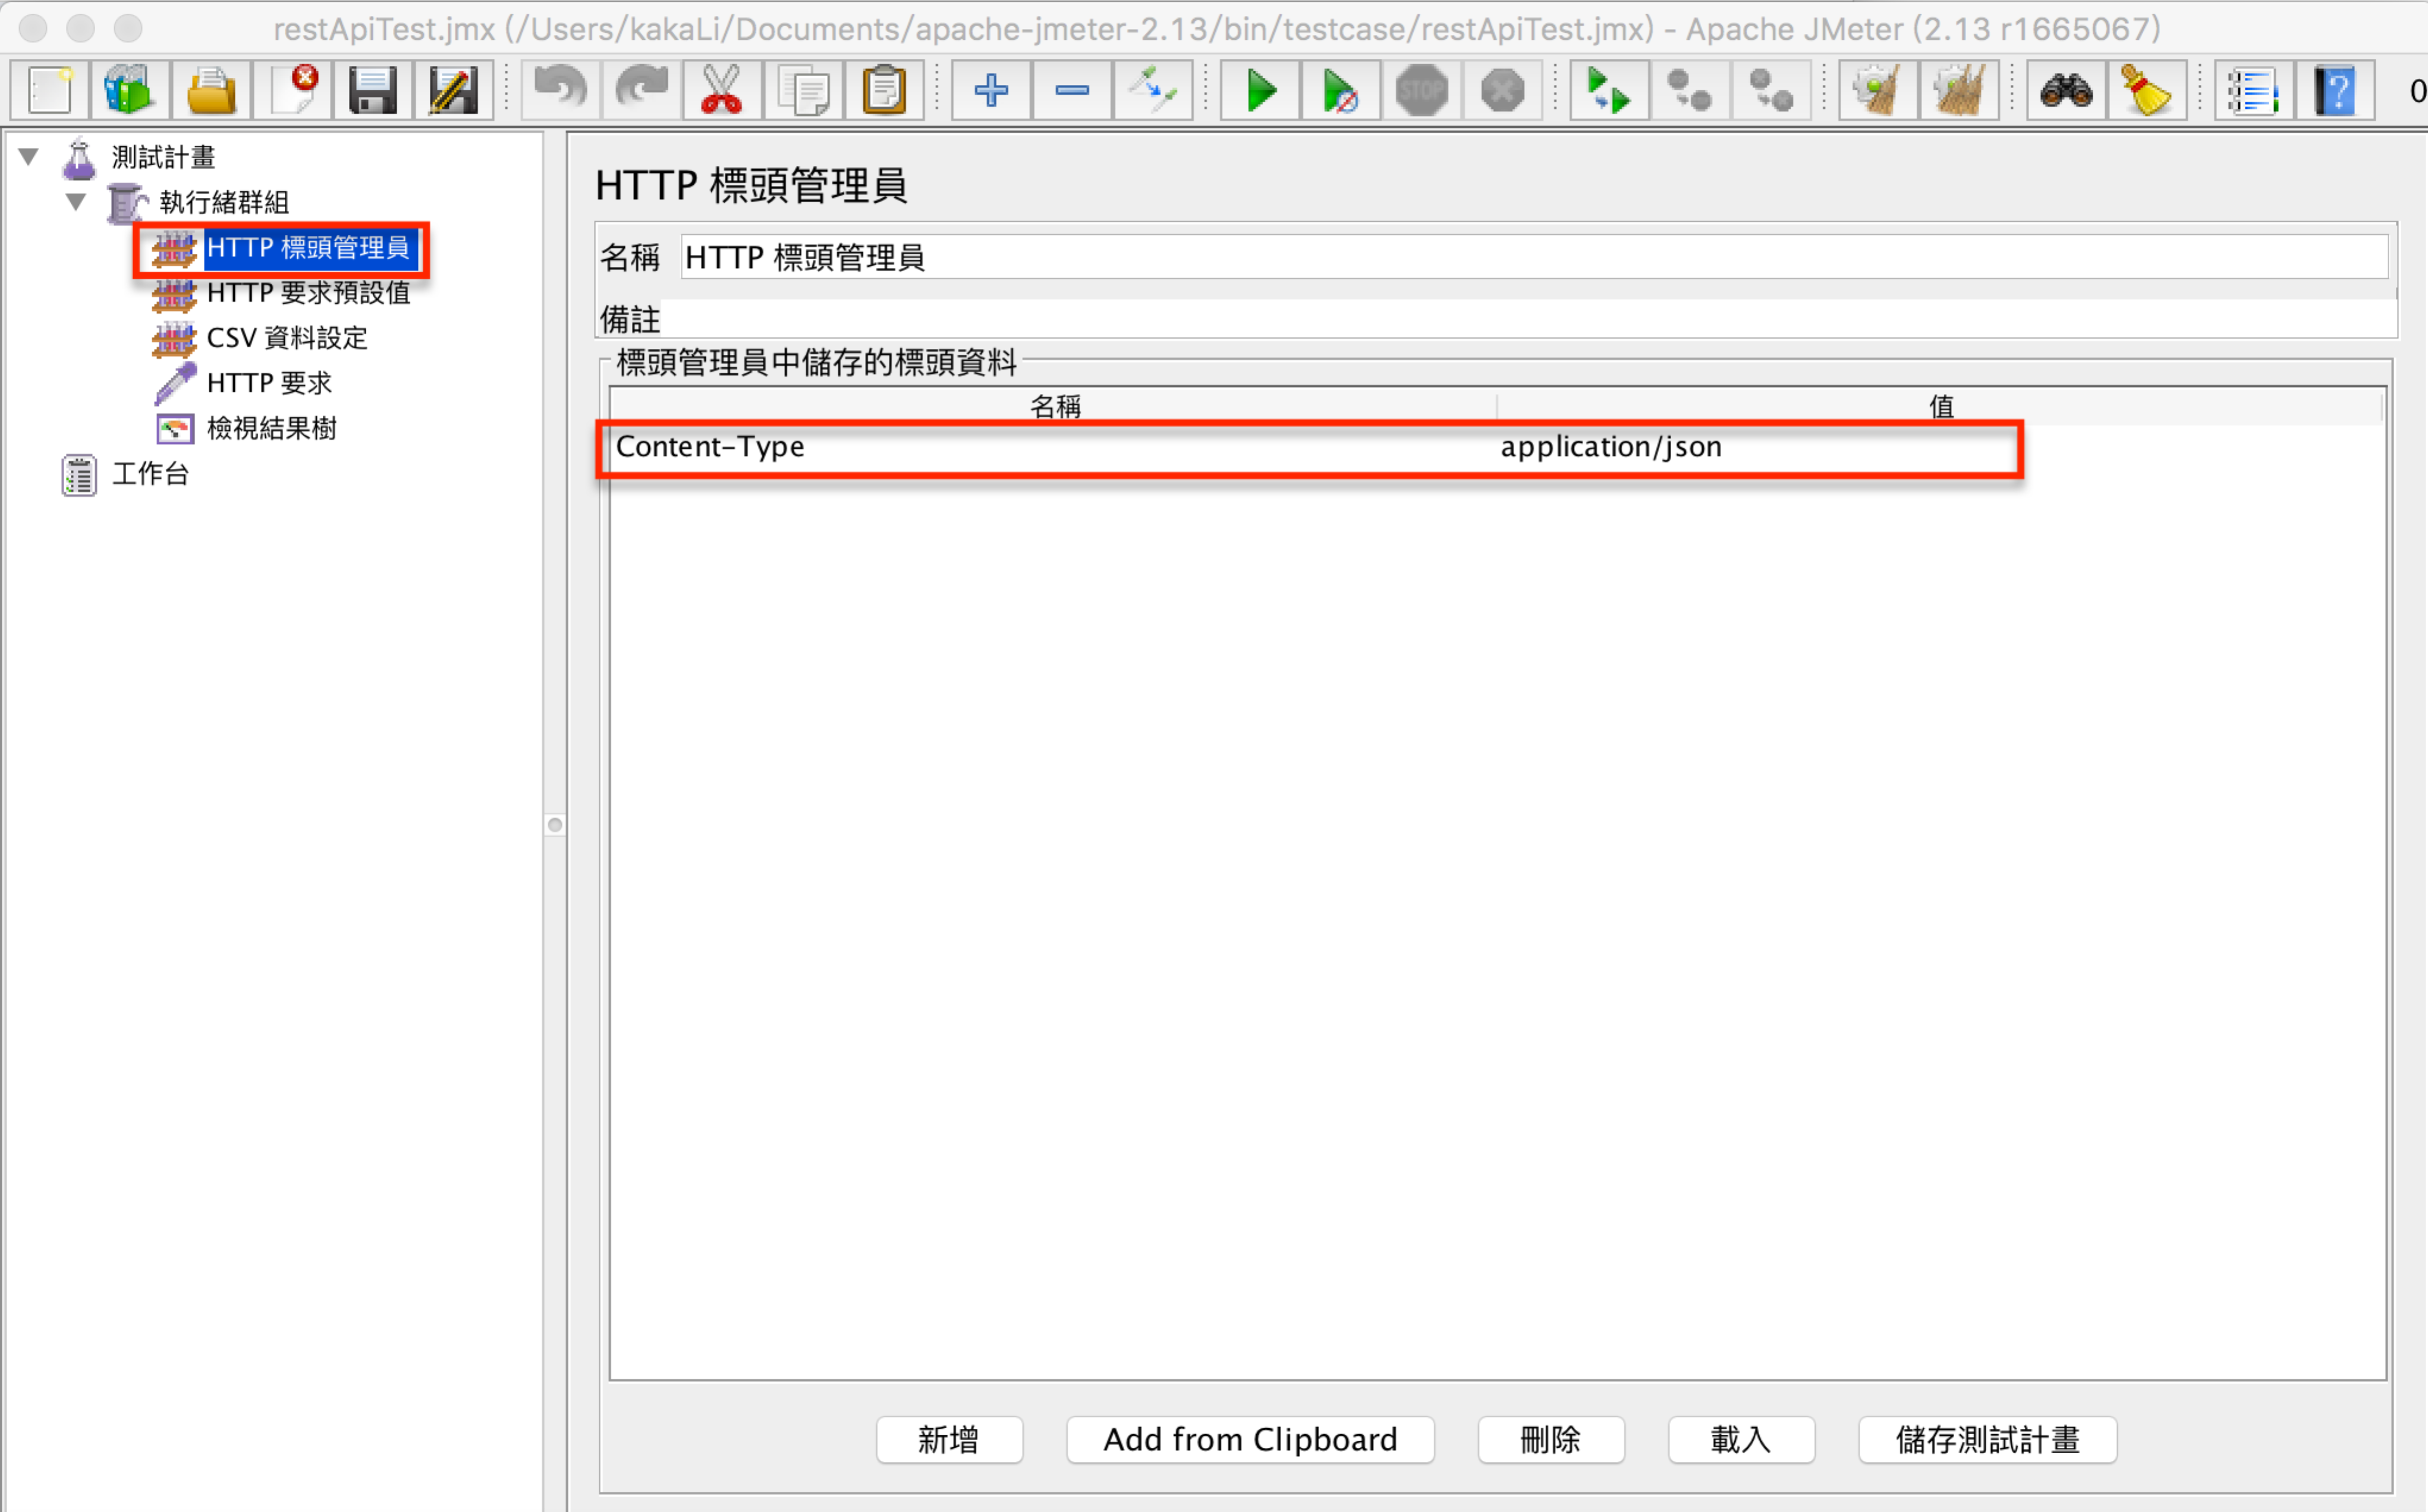 restApiTest.jmx (/Users/kakaLi/Documents/apache-jmeter-2.13/bin/testcase/restApiTest.jmx) - Apache JMeter (2.13 r1665067)
STOP
?
0
測試計畫
執行緒群組
HTTP 標頭管理員
HTTP 要求預設值
CSV 資料設定
HTTP 要求
檢視結果樹
工作台
HTTP 標頭管理員
名稱 HTTP 標頭管理員
備註
標頭管理員中儲存的標頭資料
名稱 值
Content-Type application/json
新增 Add from Clipboard 刪除 載入 儲存測試計畫